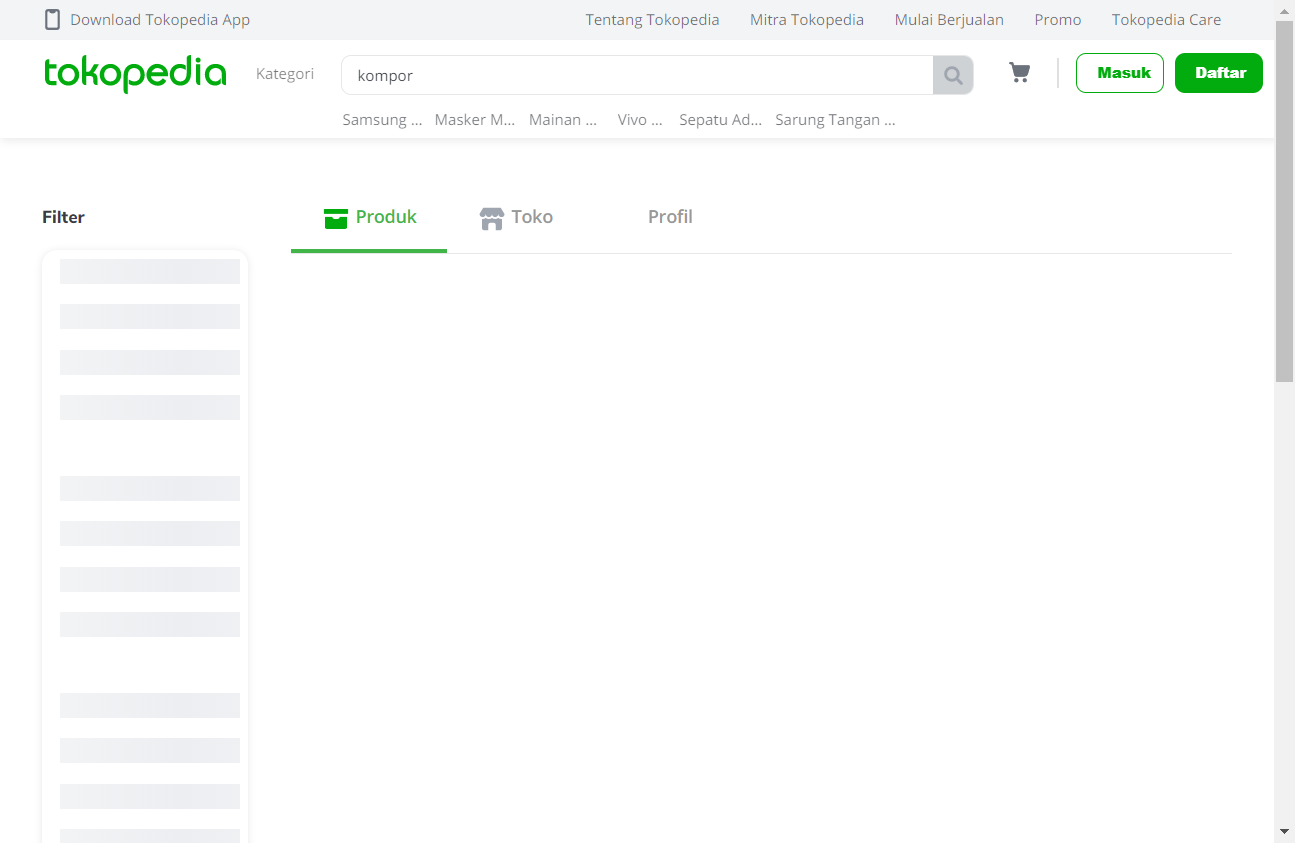 Download Tokopedia App
Tentang Tokopedia
Mitra Tokopedia
Mulai Berjualan
Promo
Tokopedia Care
tokopedia
Kategori
kompor
Masuk
Daftar
Samsung ...
Masker M...
Mainan ...
Vivo ...
Sepatu Ad...
Sarung Tangan ...
Filter
Produk
Toko
Profil